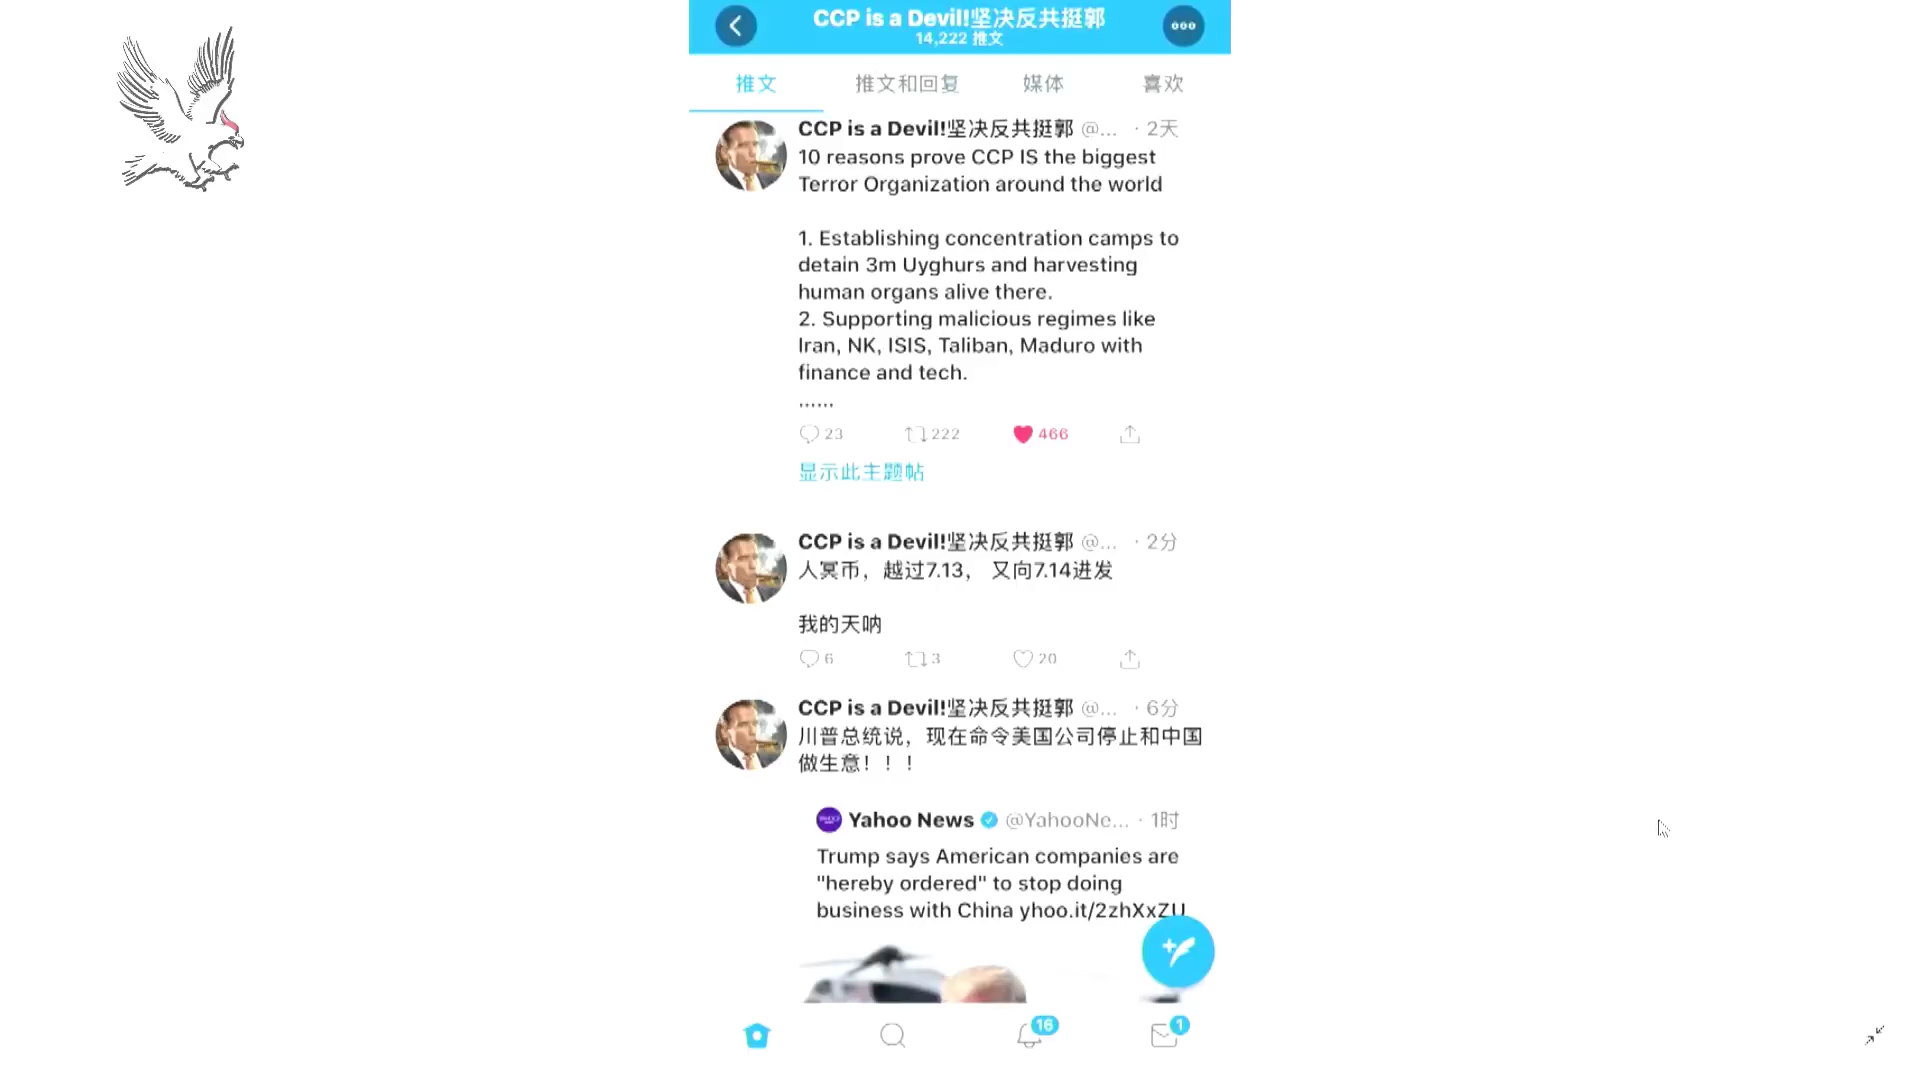 CCP is a Devil!坚决反共挺郭
14,222 推文
推文 推文和回复 媒体 喜欢
CCP is a Devil!坚决反共挺郭 @... · 2天
10 reasons prove CCP IS the biggest
Terror Organization around the world
1. Establishing concentration camps to
detain 3m Uyghurs and harvesting
human organs alive there.
2. Supporting malicious regimes like
Iran, NK, ISIS, Taliban, Maduro with
finance and tech.
......
23 222 466
显示此主题帖
CCP is a Devil!坚决反共挺郭 @... · 2分
人冥币，越过7.13， 又向7.14进发
我的天呐
6 3 20
CCP is a Devil!坚决反共挺郭 @... · 6分
川普总统说，现在命令美国公司停止和中国
做生意！！！
Yahoo News @YahooNe... · 1时
Trump says American companies are
"hereby ordered" to stop doing
business with China yhoo.it/2zhXxZU
16 1